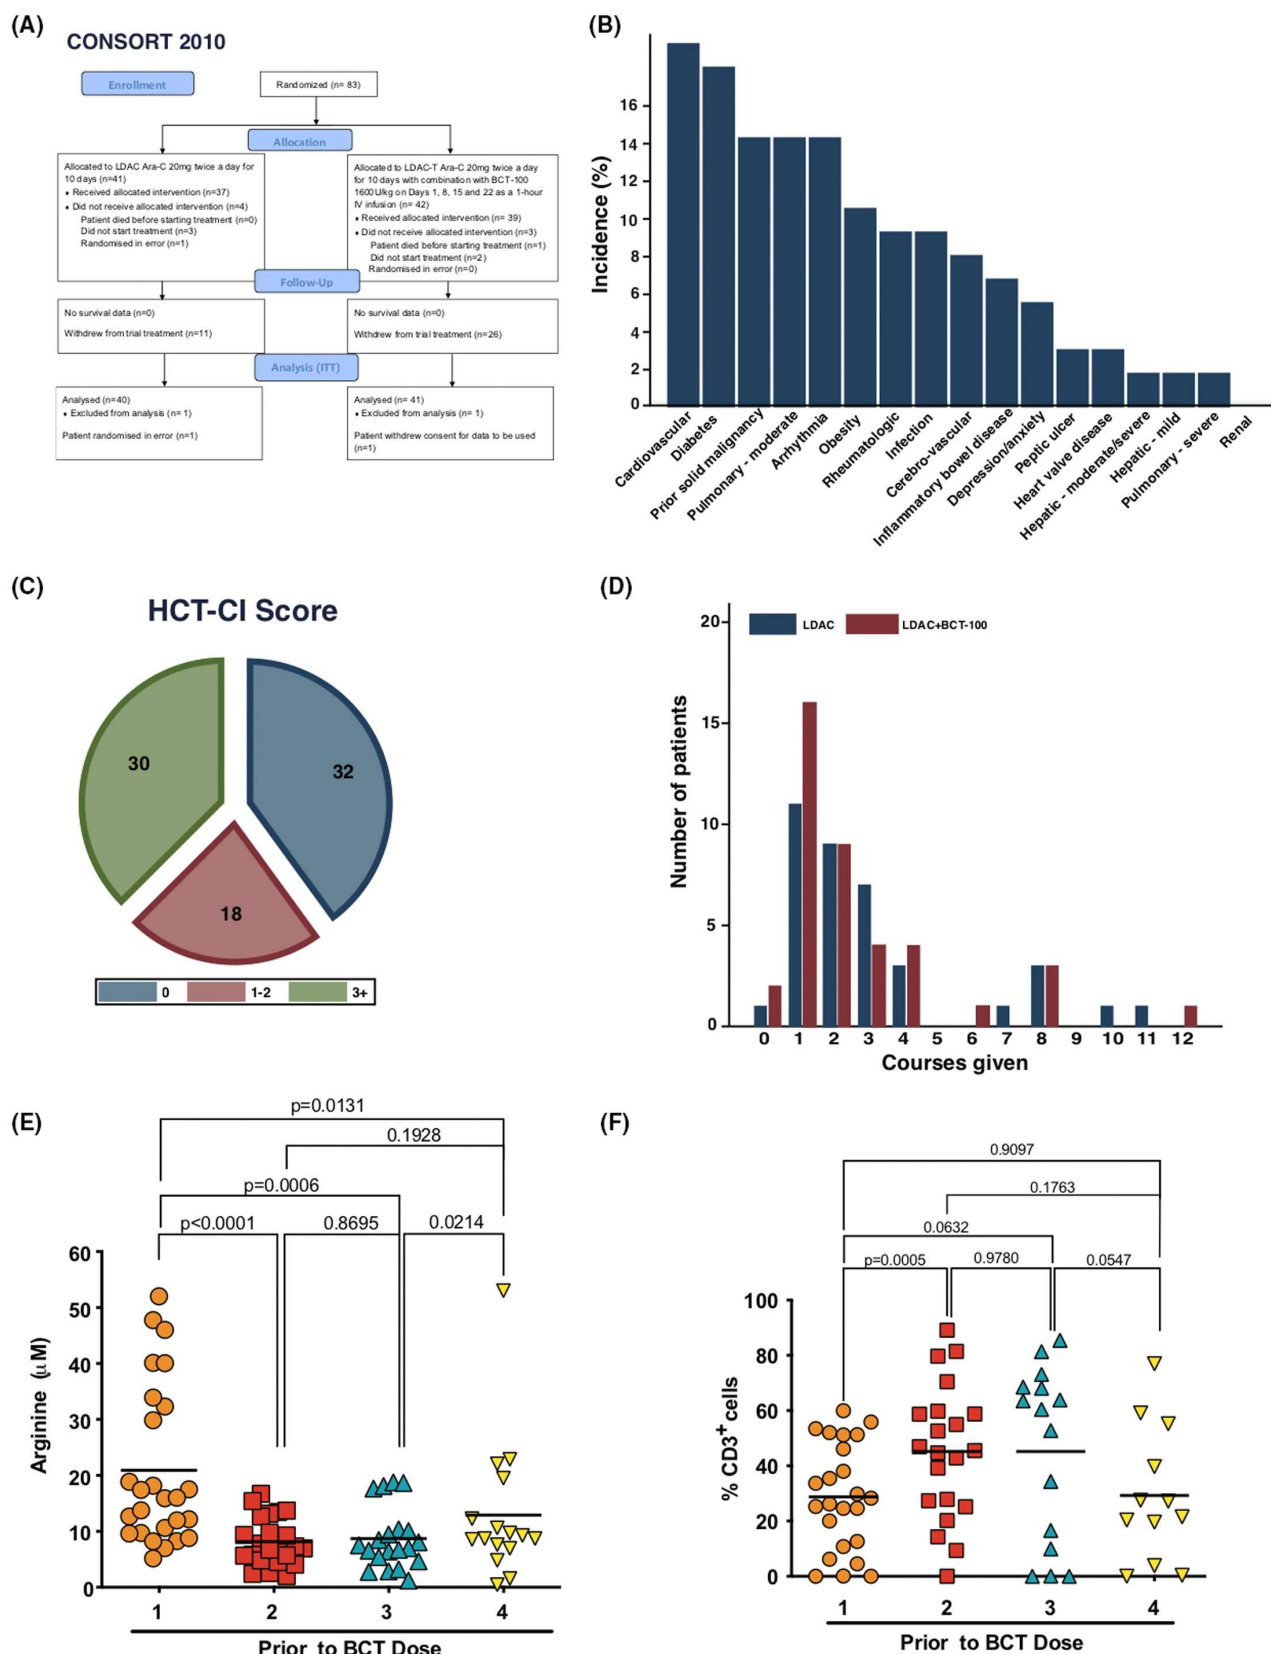 (A)
CONSORT 2010
Enrollment
Randomized (n= 83)
Allocation
Allocated to LDAC Ara-C 20mg twice a day for
10 days (n=41)
♦ Received allocated intervention (n=37)
♦ Did not receive allocated intervention (n=4)
Patient died before starting treatment (n=0)
Did not start treatment (n=3)
Randomised in error (n=1)
Allocated to LDAC-T Ara-C 20mg twice a day
for 10 days with combination with BCT-100
1600U/kg on Days 1, 8, 15 and 22 as a 1-hour
IV infusion (n= 42)
♦ Received allocated intervention (n= 39)
♦ Did not receive allocated intervention (n=3)
Patient died before starting treatment (n=1)
Did not start treatment (n=2)
Randomised in error (n=0)
Follow-Up
No survival data (n=0)
Withdrew from trial treatment (n=11)
No survival data (n=0)
Withdrew from trial treatment (n=26)
Analysis (ITT)
Analysed (n=40)
♦ Excluded from analysis (n= 1)
Patient randomised in error (n=1)
Analysed (n= 41)
♦ Excluded from analysis (n= 1)
Patient withdrew consent for data to be used
(n=1)
(B)
Incidence (%)
16
14
12
10
8
6
4
2
0
Cardiovascular
Diabetes
Prior solid malignancy
Pulmonary - moderate
Arrhythmia
Obesity
Rheumatologic
Infection
Cerebro-vascular
Inflammatory bowel disease
Depression/anxiety
Peptic ulcer
Heart valve disease
Hepatic - moderate/severe
Hepatic - mild
Pulmonary - severe
Renal
(C)
HCT-CI Score
30
32
18
0 1-2 3+
(D)
LDAC LDAC+BCT-100
Number of patients
20
15
10
5
0
0 1 2 3 4 5 6 7 8 9 10 11 12
Courses given
(E)
p=0.0131
0.1928
p=0.0006
p<0.0001 0.8695 0.0214
Arginine (μM)
60
50
40
30
20
10
0
1 2 3 4
Prior to BCT Dose
(F)
0.9097
0.1763
0.0632
p=0.0005 0.9780 0.0547
% CD3+ cells
100
80
60
40
20
0
1 2 3 4
Prior to BCT Dose